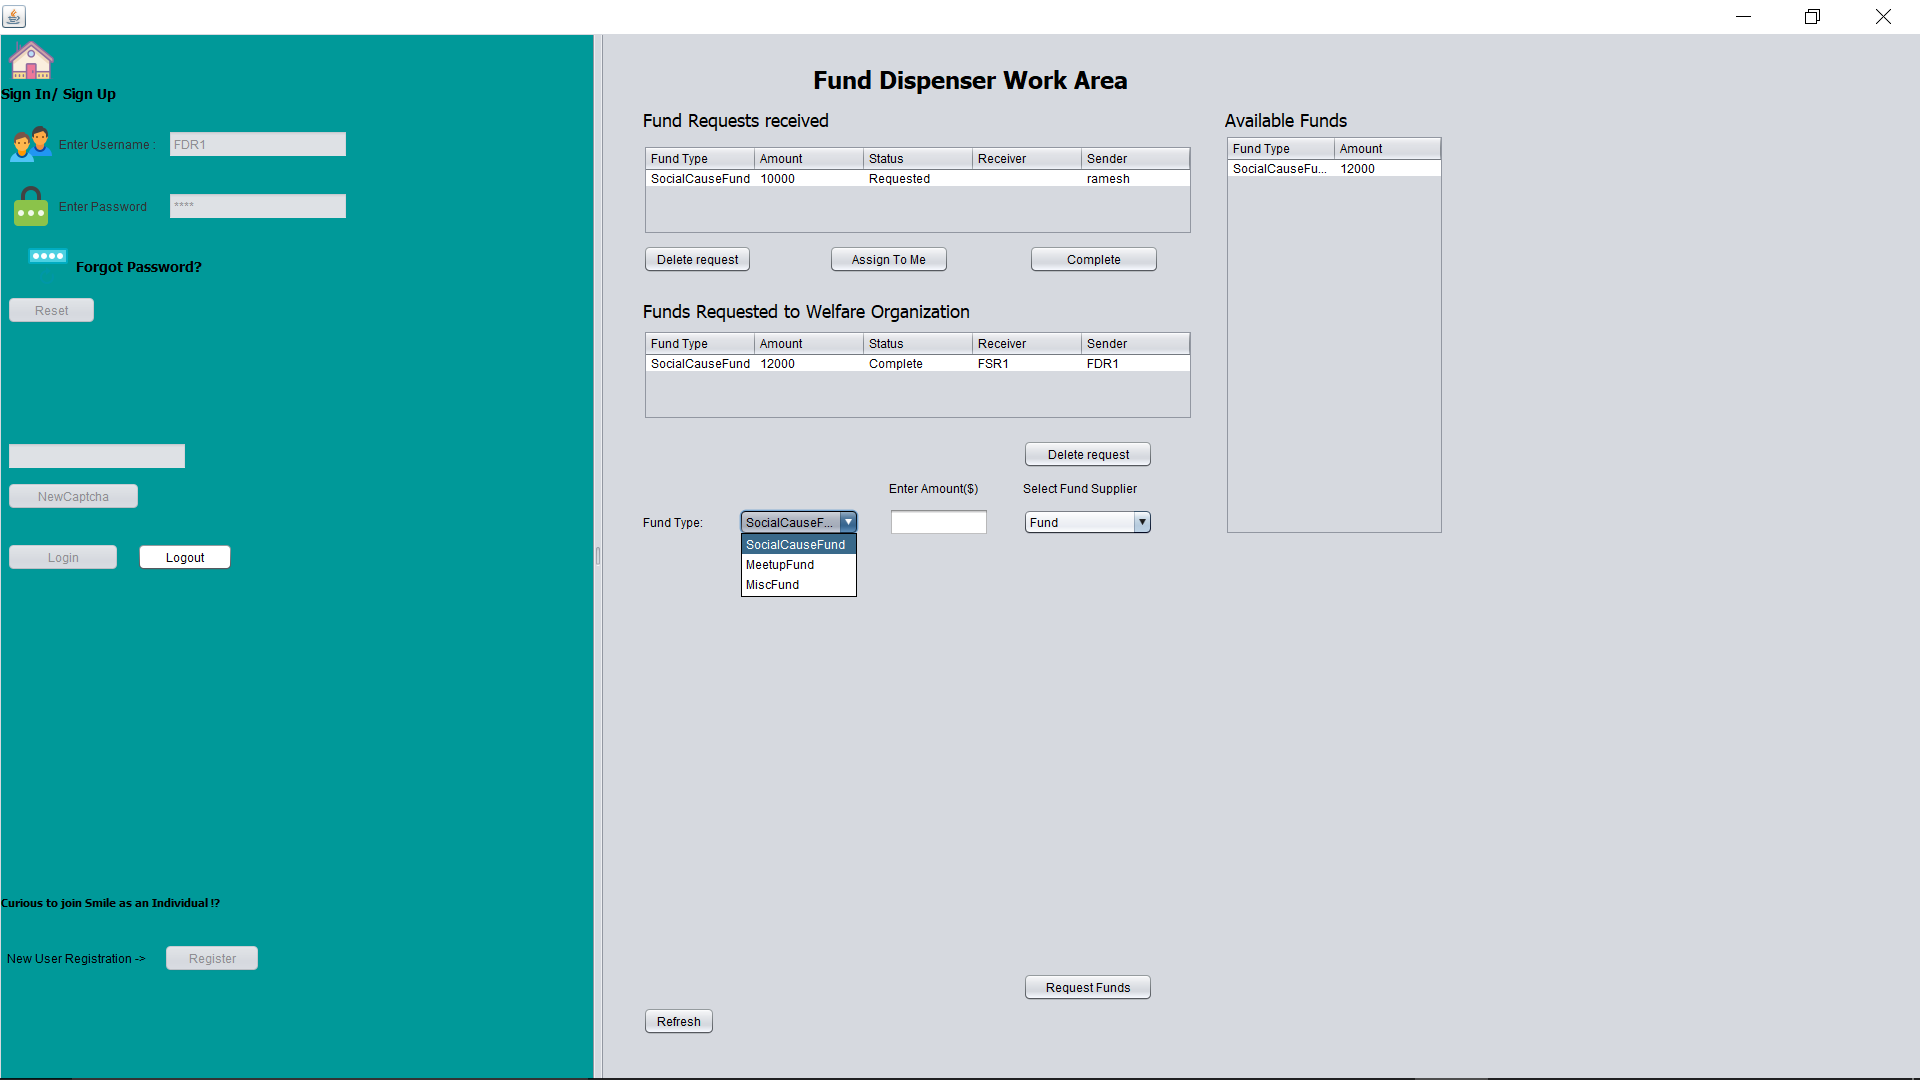 Sign In/ Sign Up
Enter Username : FDR1
Enter Password ****
Forgot Password?
Reset
NewCaptcha
Login Logout
Curious to join Smile as an Individual !?
New User Registration -> Register
Fund Dispenser Work Area
Fund Requests received
Fund Type Amount Status Receiver Sender
SocialCauseFund 10000 Requested ramesh
Delete request Assign To Me Complete
Funds Requested to Welfare Organization
Fund Type Amount Status Receiver Sender
SocialCauseFund 12000 Complete FSR1 FDR1
Delete request
Enter Amount($) Select Fund Supplier
Fund Type: SocialCauseF... Fund
SocialCauseFund
MeetupFund
MiscFund
Request Funds
Refresh
Available Funds
Fund Type Amount
SocialCauseFu... 12000